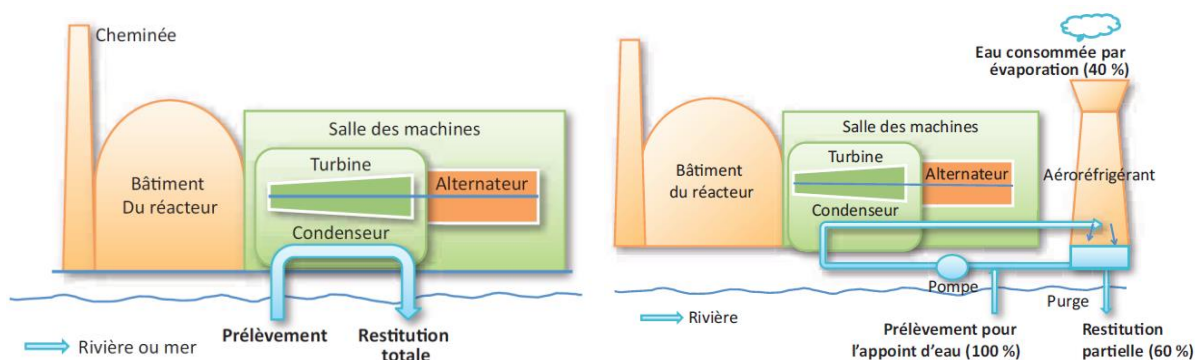 Cheminée
Salle des machines
Turbine
Bâtiment
Du réacteur
Alternateur
Condenseur
Prélèvement
Restitution
totale
Rivière ou mer
Eau consommée par
évaporation (40 %)
Salle des machines
Turbine
Bâtiment
du réacteur
Alternateur
Aéroréfrigérant
Condenseur
Pompe
Purge
Rivière
Prélèvement pour
l'appoint d'eau (100 %)
Restitution
partielle (60 %)